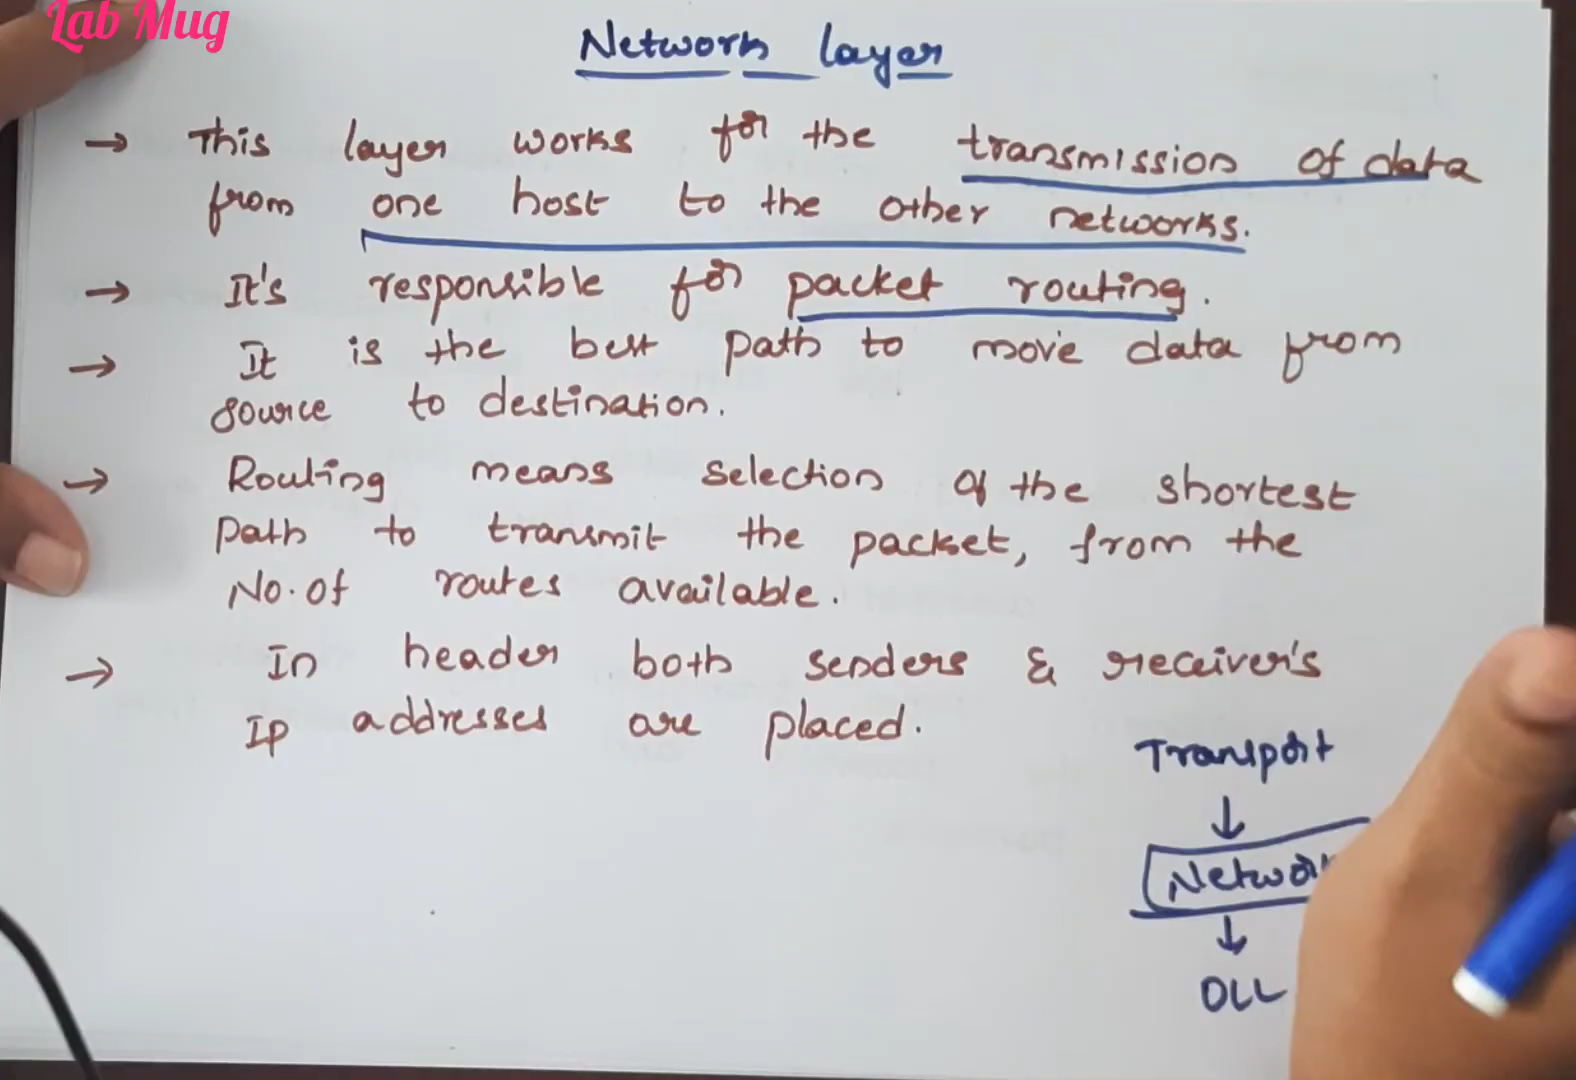 Lab Mug
Network layer
→ This layer works for the transmission of data
from one host to the other networks.
→ It's responsible for packet routing.
→ It is the best path to move data from
source to destination.
→ Routing means selection of the shortest
path to transmit the packet, from the
No. of routes available.
→ In header both senders & receiver's
Ip addresses are placed.
Transport
↓
Networ
↓
DLL